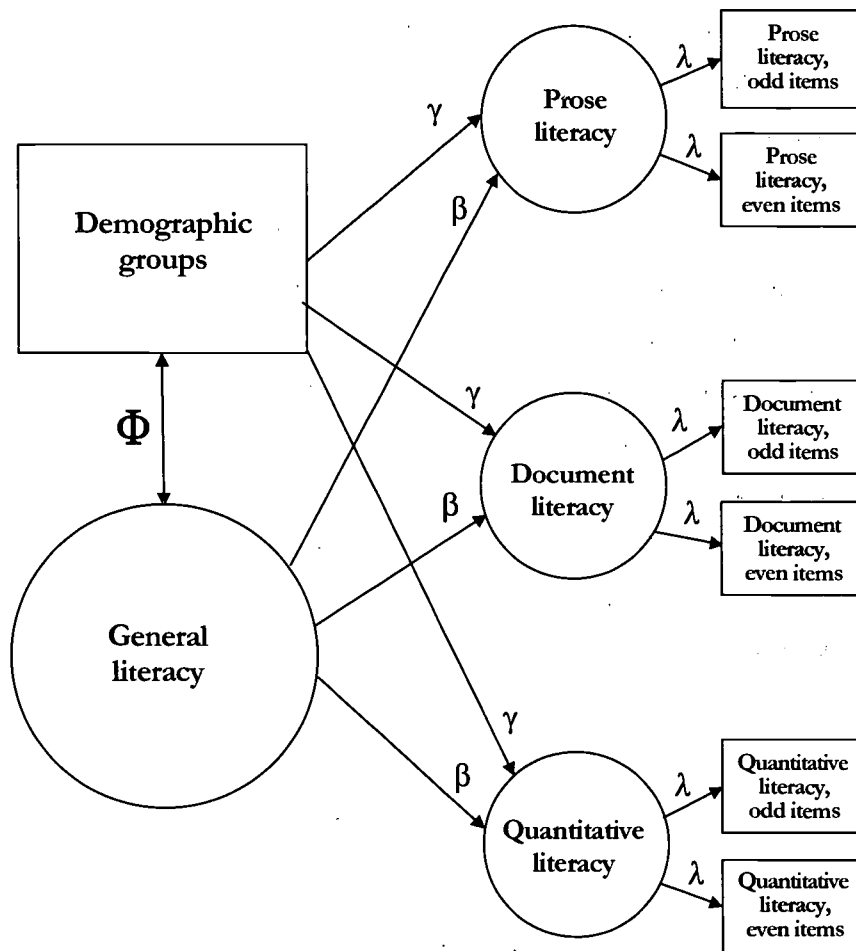 Prose
literacy,
odd items
λ
Prose
literacy
γ
λ
Prose
literacy,
even items
β
Demographic
groups
γ
Φ
Document
literacy,
odd items
λ
Document
literacy
β
λ
Document
literacy,
even items
General
literacy
γ
β
Quantitative
literacy,
odd items
λ
Quantitative
literacy
λ
Quantitative
literacy,
even items